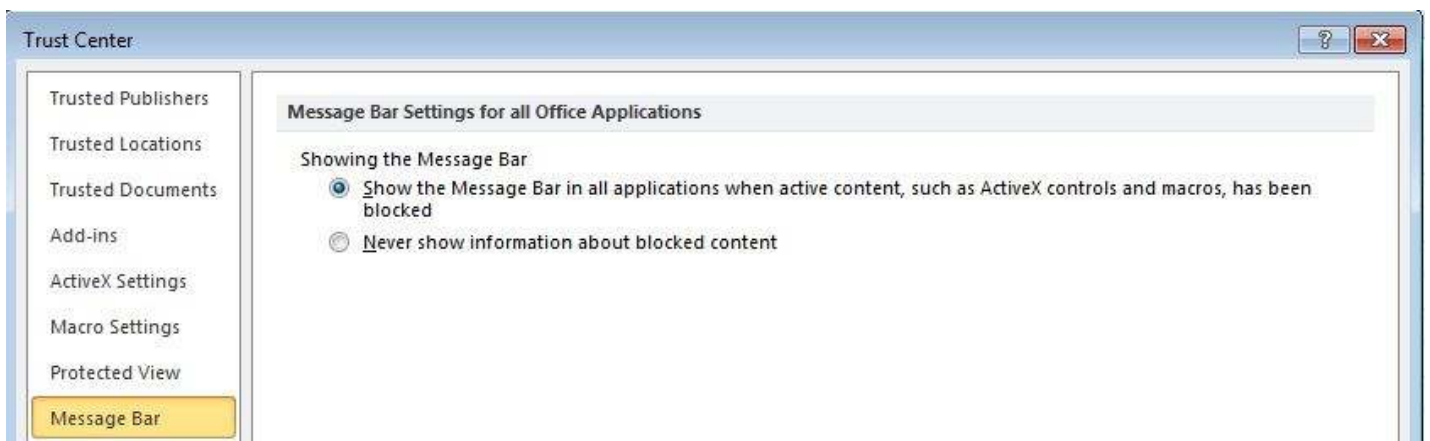 Trust Center
Trusted Publishers
Trusted Locations
Trusted Documents
Add-ins
ActiveX Settings
Macro Settings
Protected View
Message Bar
Message Bar Settings for all Office Applications
Showing the Message Bar
Show the Message Bar in all applications when active content, such as ActiveX controls and macros, has been
blocked
Never show information about blocked content